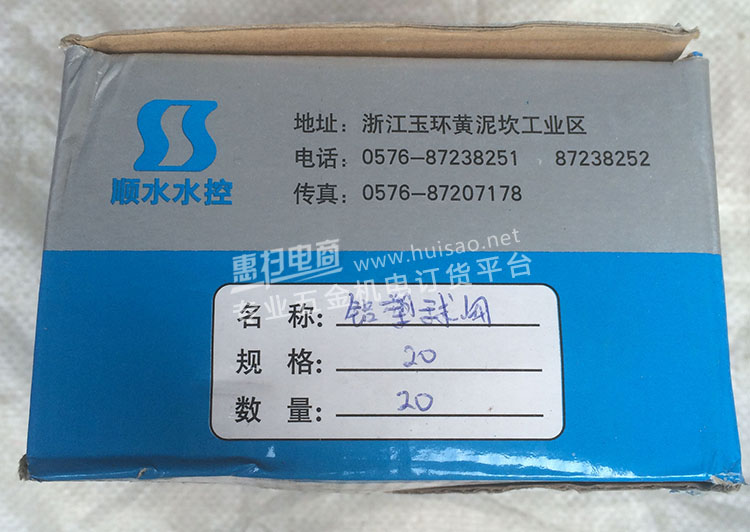 地址：浙江玉环黄泥坎工业区
电话：0576-87238251 87238252
传真：0576-87207178
顺水水控
惠扫电商 www.huisao.net
专业五金机电订货平台
名 称: 铝塑球阀
规 格: 20
数 量: 20